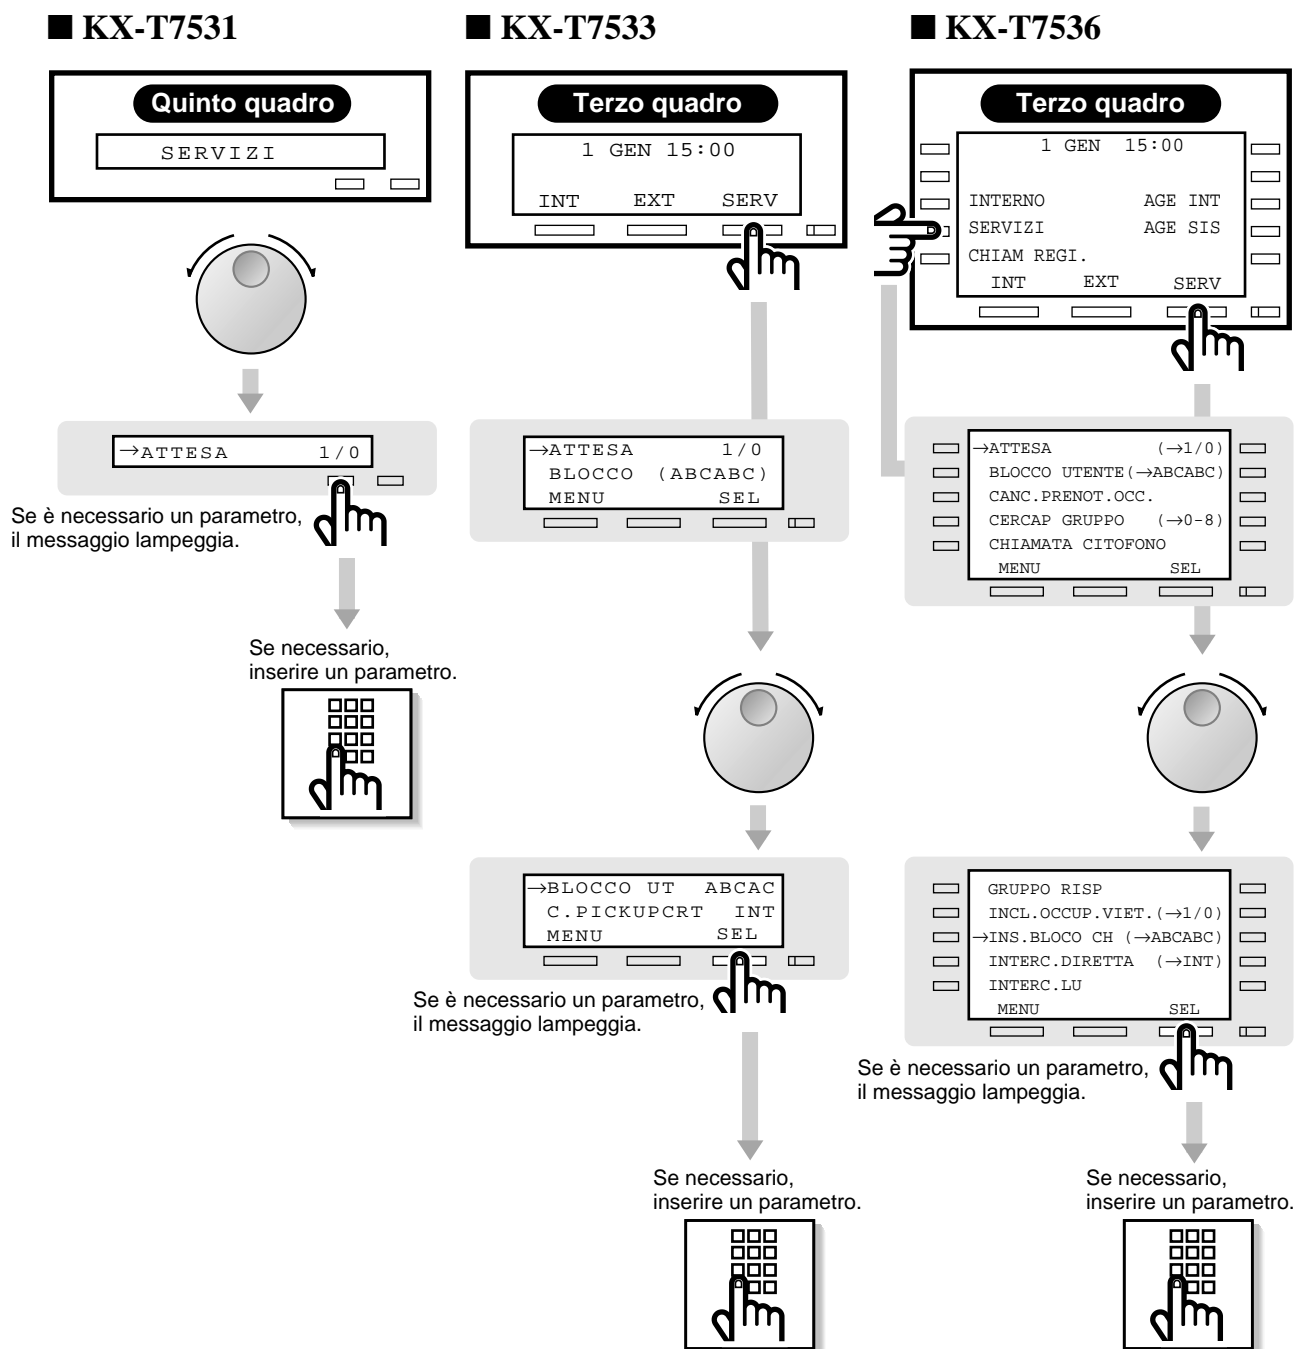 ■ KX-T7531
Quinto quadro
SERVIZI
→ATTESA 1/0
Se è necessario un parametro,
il messaggio lampeggia.
Se necessario,
inserire un parametro.
■ KX-T7533
Terzo quadro
1 GEN 15:00
INT EXT SERV
→ATTESA 1/0
BLOCCO (ABCABC)
MENU SEL
→BLOCCO UT ABCAC
C.PICKUPCRT INT
MENU SEL
Se è necessario un parametro,
il messaggio lampeggia.
Se necessario,
inserire un parametro.
■ KX-T7536
Terzo quadro
1 GEN 15:00
INTERNO AGE INT
SERVIZI AGE SIS
CHIAM REGI.
INT EXT SERV
→ATTESA (→1/0)
BLOCCO UTENTE(→ABCABC)
CANC.PRENOT.OCC.
CERCAP GRUPPO (→0-8)
CHIAMATA CITOFONO
MENU SEL
GRUPPO RISP
INCL.OCCUP.VIET.(→1/0)
→INS.BLOCO CH (→ABCABC)
INTERC.DIRETTA (→INT)
INTERC.LU
MENU SEL
Se è necessario un parametro,
il messaggio lampeggia.
Se necessario,
inserire un parametro.